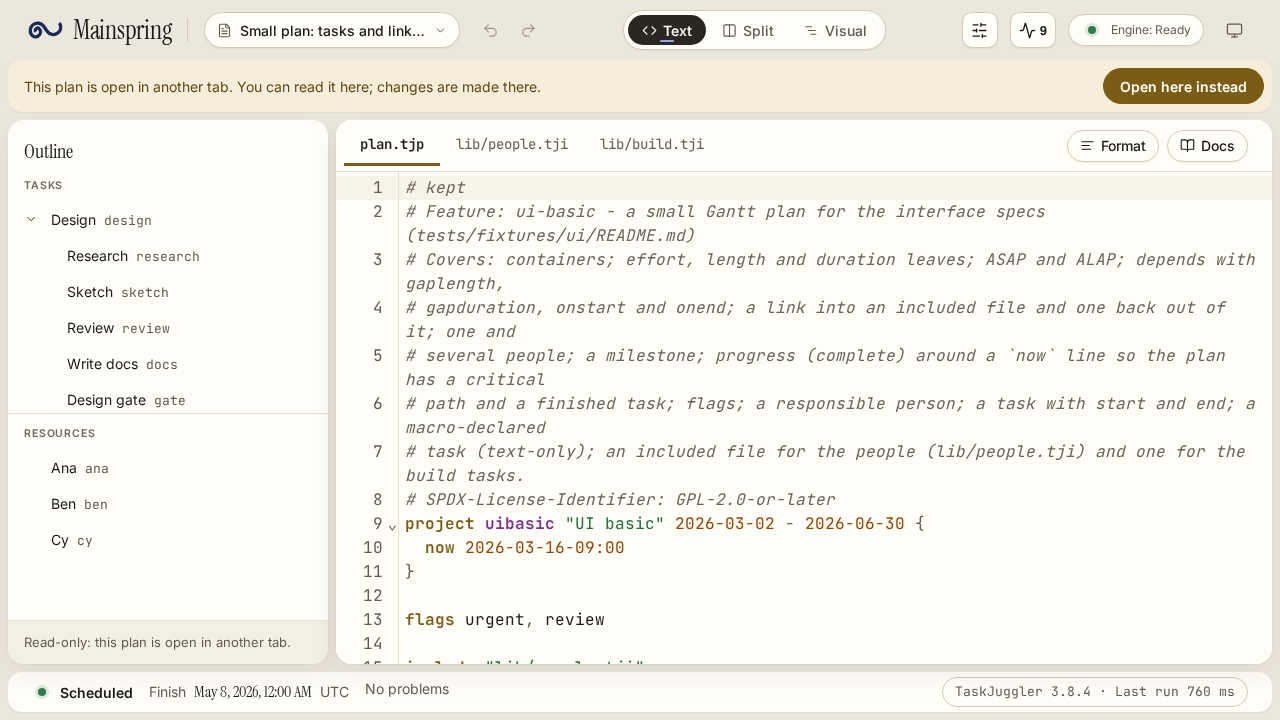 Mainspring
Small plan: tasks and link...
Text
Split
Visual
9
Engine: Ready
This plan is open in another tab. You can read it here; changes are made there.
Open here instead
Outline
TASKS
Design design
Research research
Sketch sketch
Review review
Write docs docs
Design gate gate
RESOURCES
Ana ana
Ben ben
Cy cy
Read-only: this plan is open in another tab.
plan.tjp
lib/people.tji
lib/build.tji
Format
Docs
1 # kept
2 # Feature: ui-basic - a small Gantt plan for the interface specs
(tests/fixtures/ui/README.md)
3 # Covers: containers; effort, length and duration leaves; ASAP and ALAP; depends with
gaplength,
4 # gapduration, onstart and onend; a link into an included file and one back out of
it; one and
5 # several people; a milestone; progress (complete) around a `now` line so the plan
has a critical
6 # path and a finished task; flags; a responsible person; a task with start and end; a
macro-declared
7 # task (text-only); an included file for the people (lib/people.tji) and one for the
build tasks.
8 # SPDX-License-Identifier: GPL-2.0-or-later
9 project uibasic "UI basic" 2026-03-02 - 2026-06-30 {
10 now 2026-03-16-09:00
11 }
12
13 flags urgent, review
14
Scheduled
Finish May 8, 2026, 12:00 AM UTC
No problems
TaskJuggler 3.8.4 · Last run 760 ms